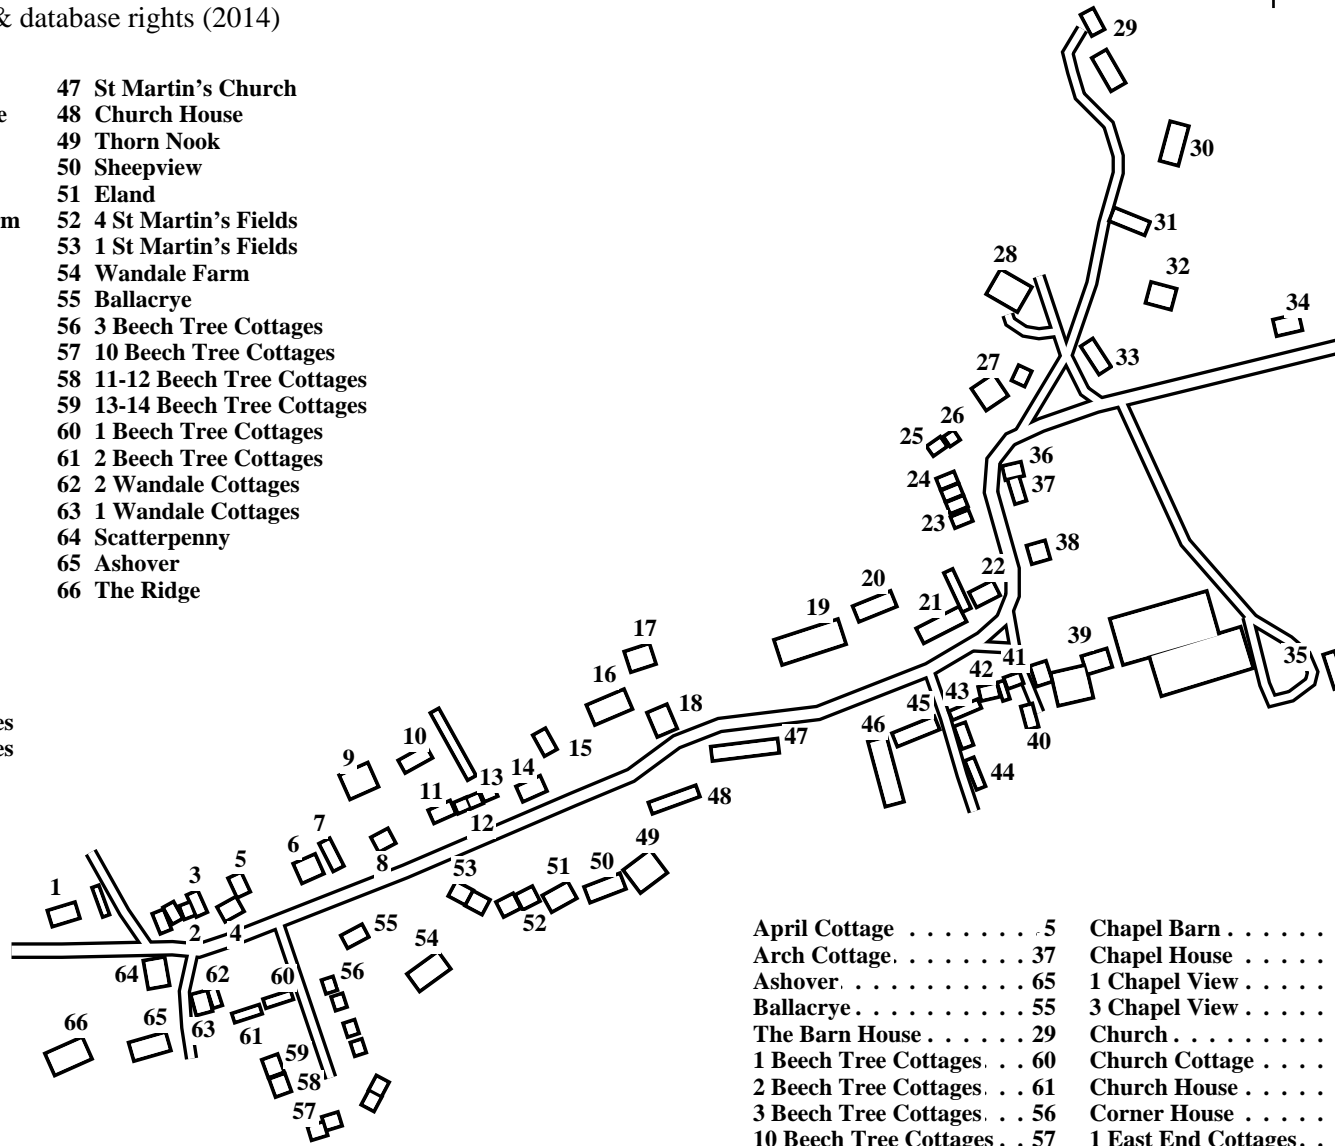 & database rights (2014)
47 St Martin's Church
e 48 Church House
49 Thorn Nook
50 Sheepview
51 Eland
m 52 4 St Martin's Fields
53 1 St Martin's Fields
54 Wandale Farm
55 Ballacrye
56 3 Beech Tree Cottages
57 10 Beech Tree Cottages
58 11-12 Beech Tree Cottages
59 13-14 Beech Tree Cottages
60 1 Beech Tree Cottages
61 2 Beech Tree Cottages
62 2 Wandale Cottages
63 1 Wandale Cottages
64 Scatterpenny
65 Ashover
66 The Ridge
es
es
29
30
31
28
32
34
33
27
26
25
36
24
37
23
38
22
20
21
19
17
39
41
35
16
42
18
43
45
47
46
40
15
10
9
13
14
44
11
48
12
7
6
8
49
5
53
51
50
3
1
52
2
4
55
54
64
62
60
56
66
65
63
61
59
58
57
April Cottage . . . . . . . . 5
Arch Cottage. . . . . . . . 37
Ashover. . . . . . . . . . . 65
Ballacrye . . . . . . . . . . 55
The Barn House . . . . . . 29
1 Beech Tree Cottages. . . 60
2 Beech Tree Cottages. . . 61
3 Beech Tree Cottages. . . 56
10 Beech Tree Cottages . . 57
Chapel Barn . . . . . .
Chapel House . . . . .
1 Chapel View . . . . .
3 Chapel View . . . . .
Church . . . . . . . . .
Church Cottage . . . .
Church House . . . . .
Corner House . . . . .
1 East End Cottages. .